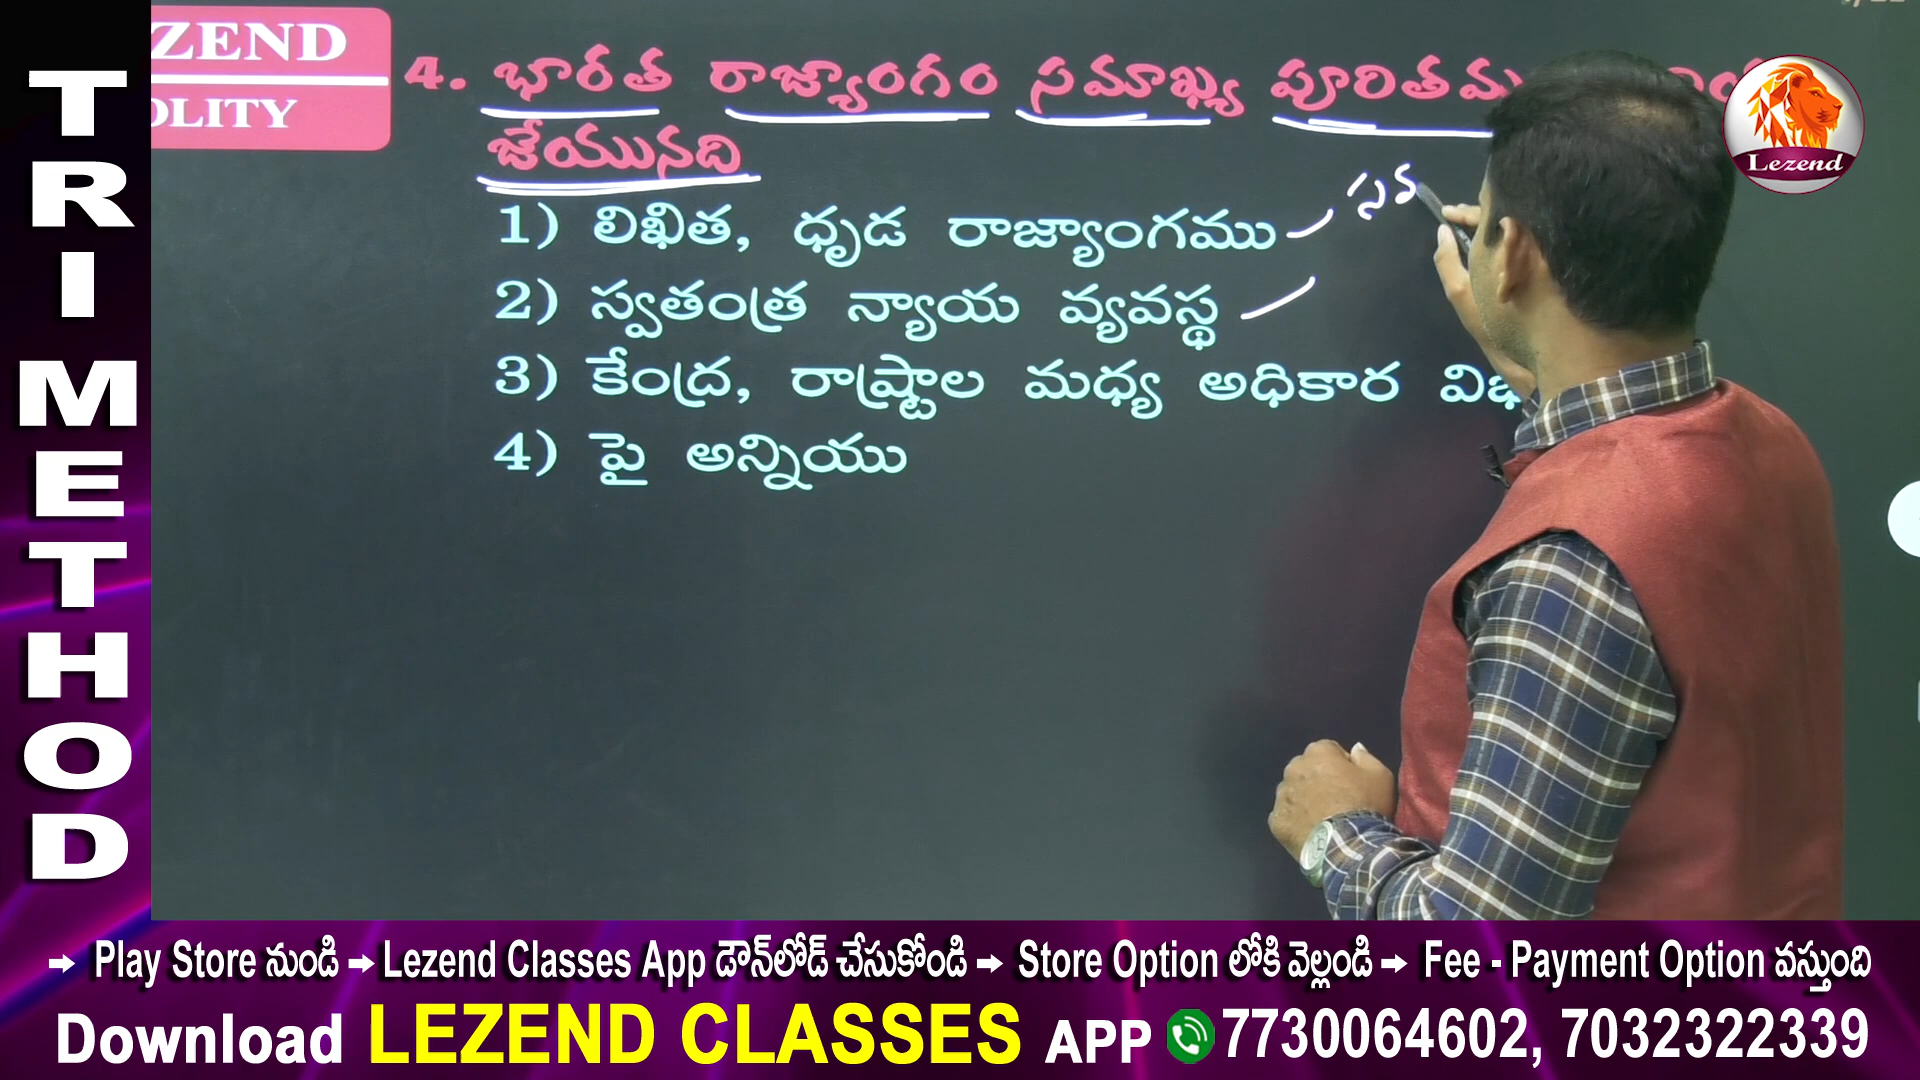 TRI METHOD
ZEND
OLITY
4. భారత రాజ్యాంగం సమాఖ్య పూరితమ
జేయునది
1) లిఖిత, ధృడ రాజ్యాంగము
2) స్వతంత్ర న్యాయ వ్యవస్థ
3) కేంద్ర, రాష్ట్రాల మధ్య అధికార విభ
4) పై అన్నియు
Lezend
→ Play Store నుండి → Lezend Classes App డౌన్‌లోడ్ చేసుకోండి → Store Option లోకి వెల్లండి → Fee - Payment Option వస్తుంది
Download LEZEND CLASSES APP 7730064602, 7032322339